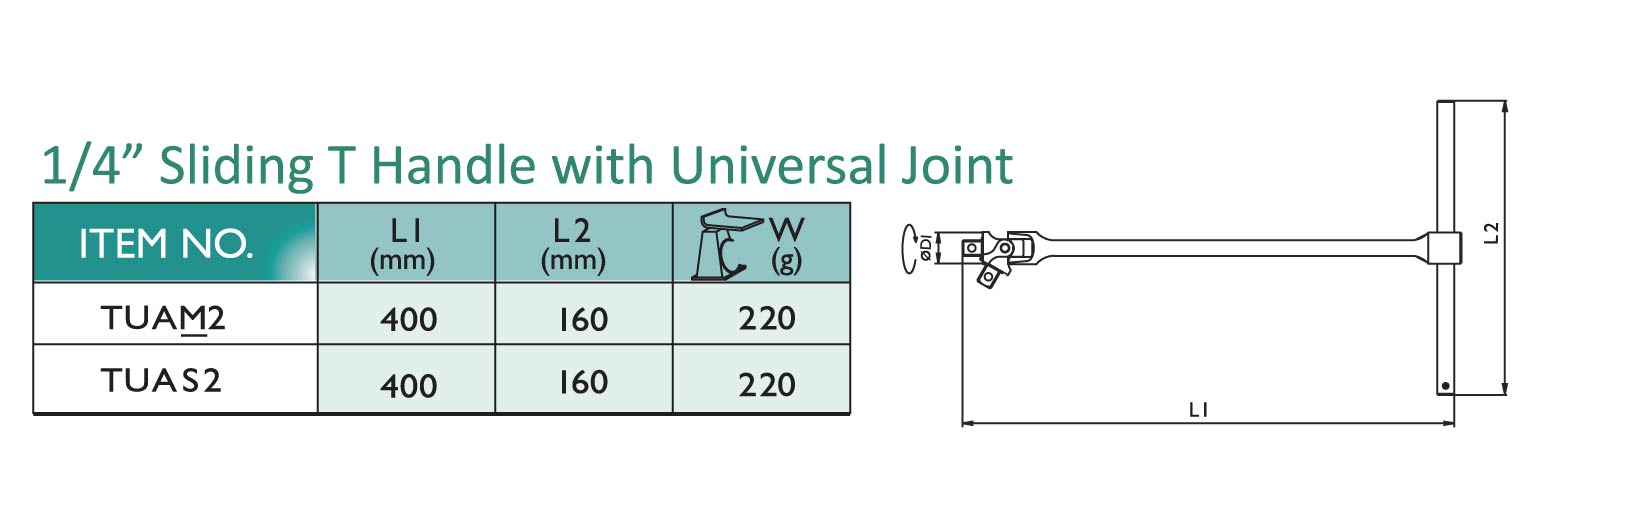 1/4” Sliding T Handle with Universal Joint
ITEM NO. L1 (mm) L2 (mm) W (g)
TUAM2 400 160 220
TUAS2 400 160 220
ØD1
L2
L1